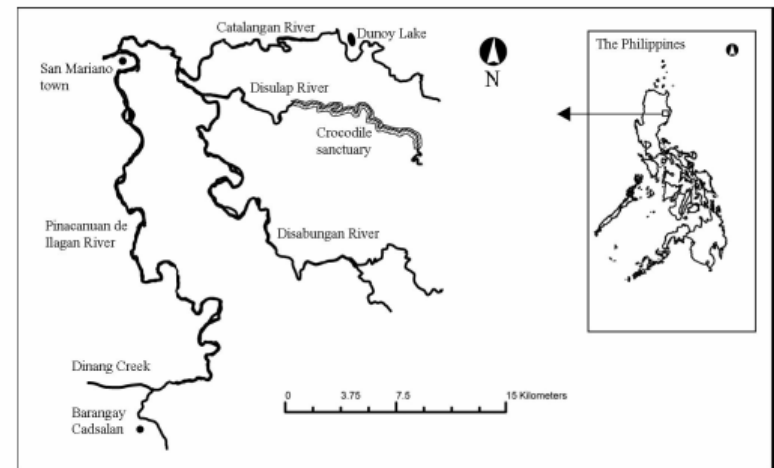 Catalangan River
Dunoy Lake
San Mariano
town
N
Disulap River
Crocodile
sanctuary
Pinacanuan de
Ilagan River
Disabungan River
Dinang Creek
Barangay
Cadsalan
0 3.75 7.5 15 Kilometers
The Philippines